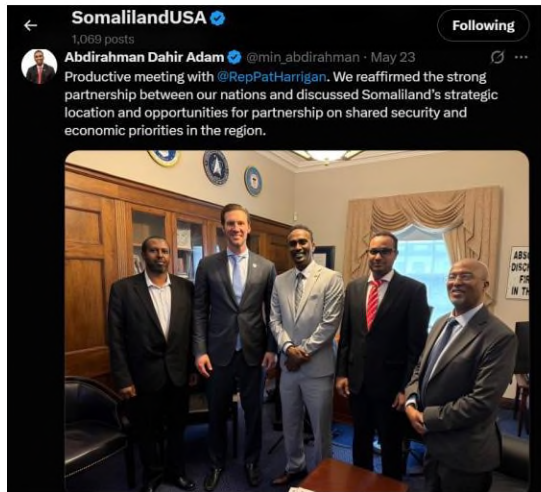 SomalilandUSA
1,069 posts
Following
Abdirahman Dahir Adam @min_abdirahman · May 23
Productive meeting with @RepPatHarrigan. We reaffirmed the strong
partnership between our nations and discussed Somaliland's strategic
location and opportunities for partnership on shared security and
economic priorities in the region.
IN TH